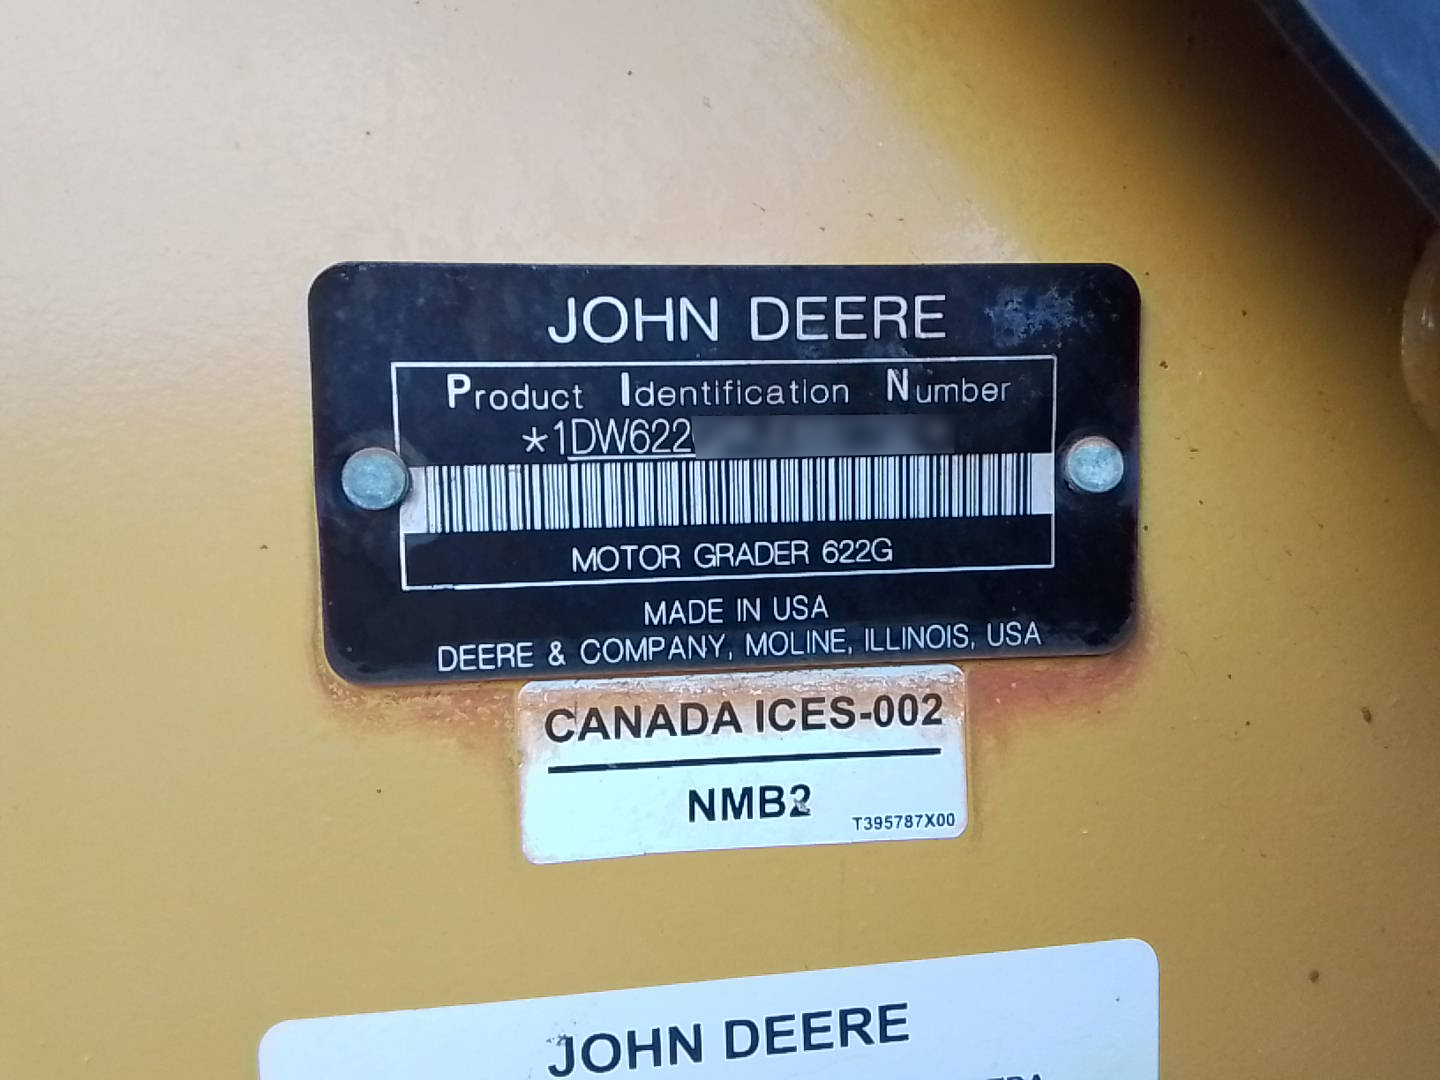 JOHN DEERE
Product Identification Number
*1DW622
MOTOR GRADER 622G
MADE IN USA
DEERE & COMPANY, MOLINE, ILLINOIS, USA
CANADA ICES-002
NMB2
T395787X00
JOHN DEERE